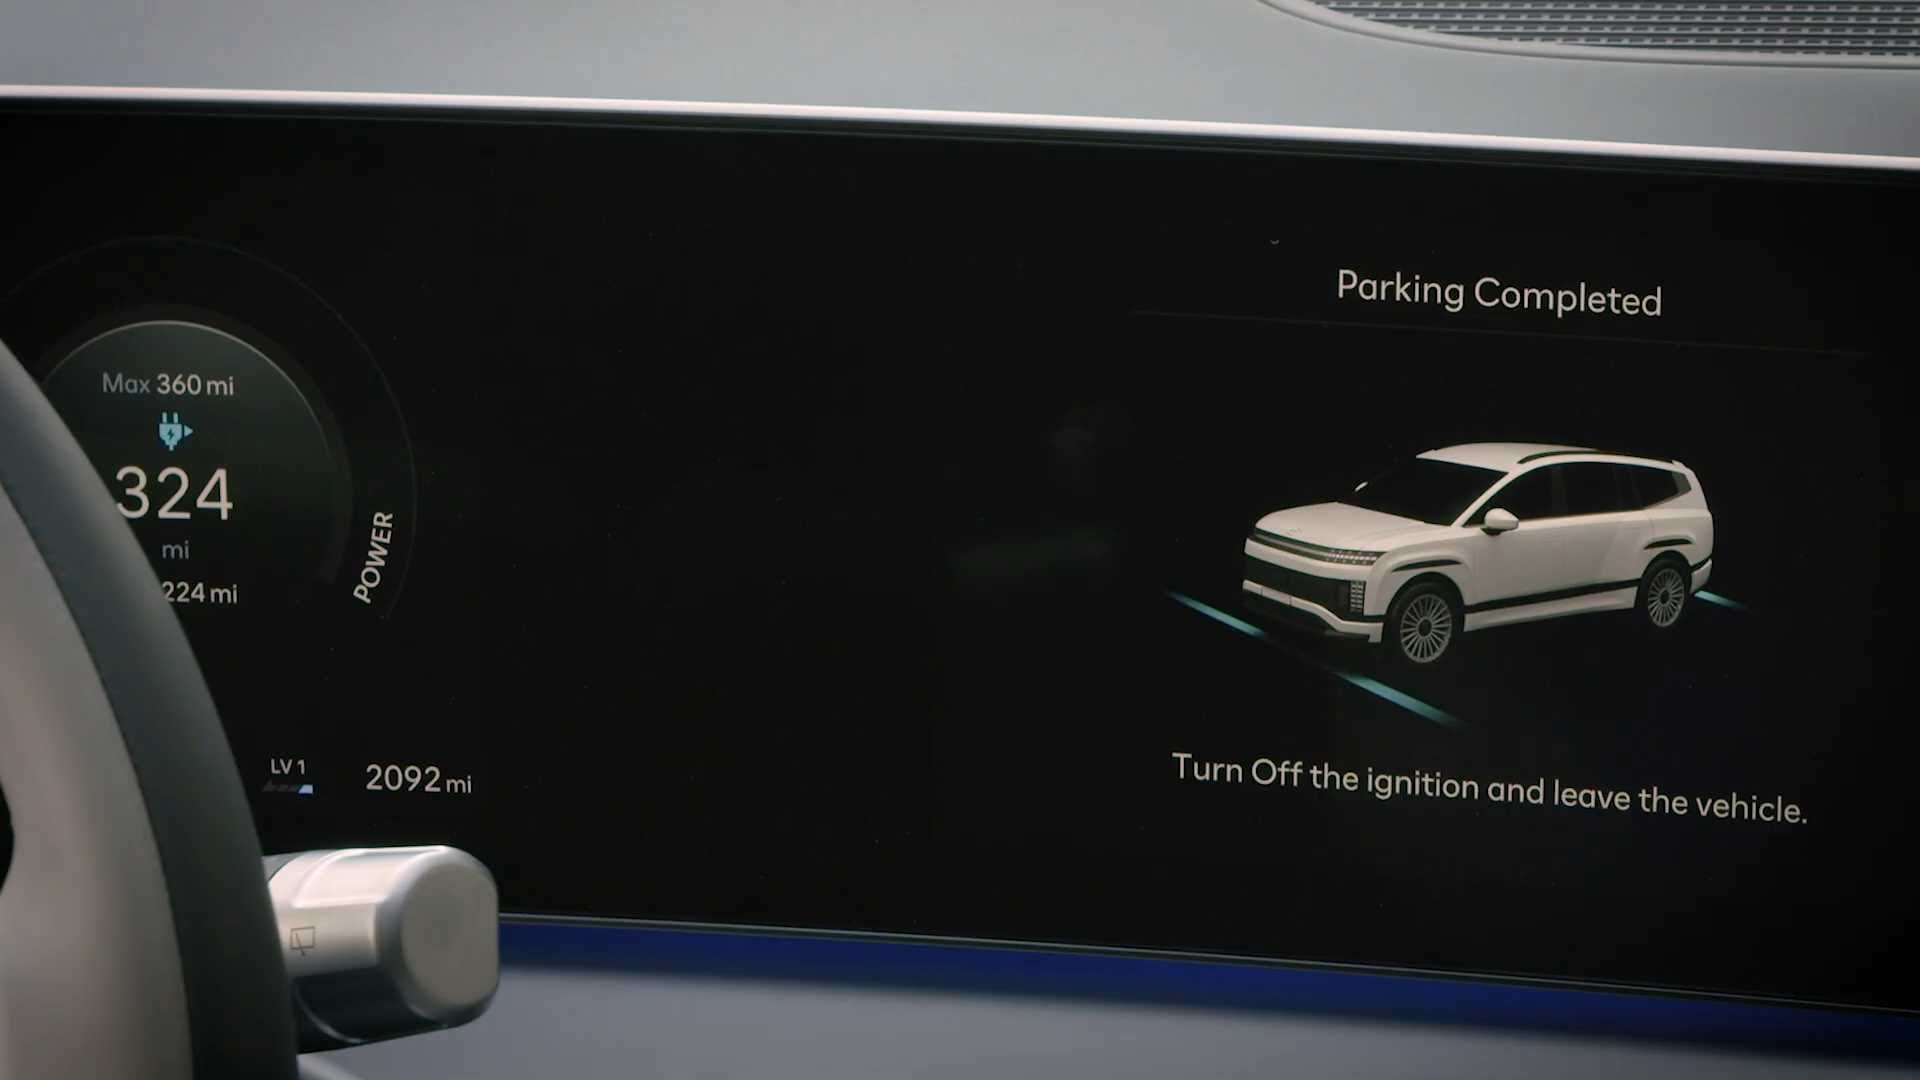 Max 360 mi
324
mi
224 mi
POWER
LV 1
2092 mi
Parking Completed
Turn Off the ignition and leave the vehicle.